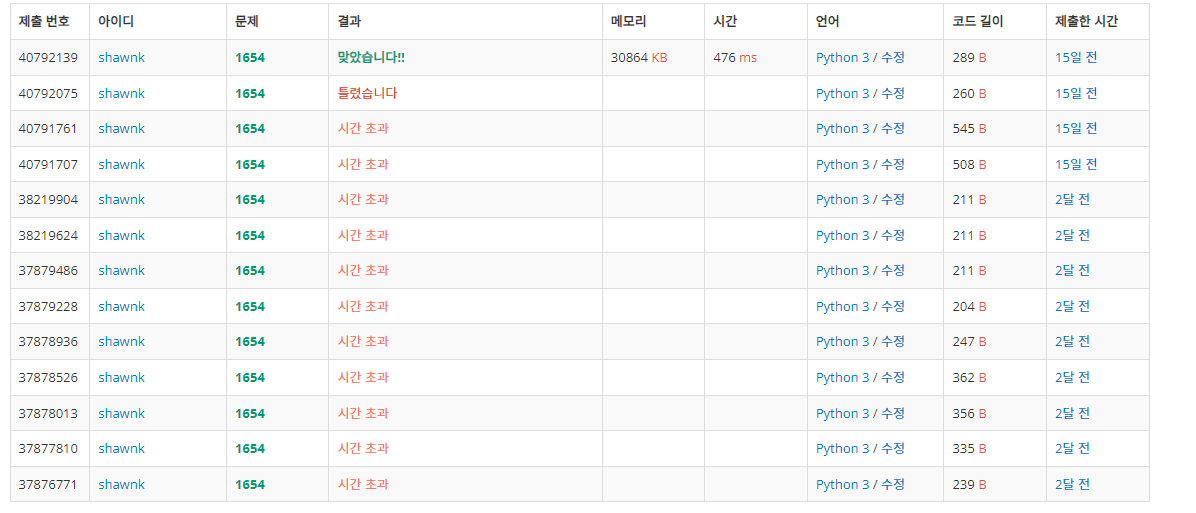 제출 번호 아이디 문제 결과 메모리 시간 언어 코드 길이 제출한 시간
40792139 shawnk 1654 맞았습니다!! 30864 KB 476 ms Python 3 / 수정 289 B 15일 전
40792075 shawnk 1654 틀렸습니다 Python 3 / 수정 260 B 15일 전
40791761 shawnk 1654 시간 초과 Python 3 / 수정 545 B 15일 전
40791707 shawnk 1654 시간 초과 Python 3 / 수정 508 B 15일 전
38219904 shawnk 1654 시간 초과 Python 3 / 수정 211 B 2달 전
38219624 shawnk 1654 시간 초과 Python 3 / 수정 211 B 2달 전
37879486 shawnk 1654 시간 초과 Python 3 / 수정 211 B 2달 전
37879228 shawnk 1654 시간 초과 Python 3 / 수정 204 B 2달 전
37878936 shawnk 1654 시간 초과 Python 3 / 수정 247 B 2달 전
37878526 shawnk 1654 시간 초과 Python 3 / 수정 362 B 2달 전
37878013 shawnk 1654 시간 초과 Python 3 / 수정 356 B 2달 전
37877810 shawnk 1654 시간 초과 Python 3 / 수정 335 B 2달 전
37876771 shawnk 1654 시간 초과 Python 3 / 수정 239 B 2달 전